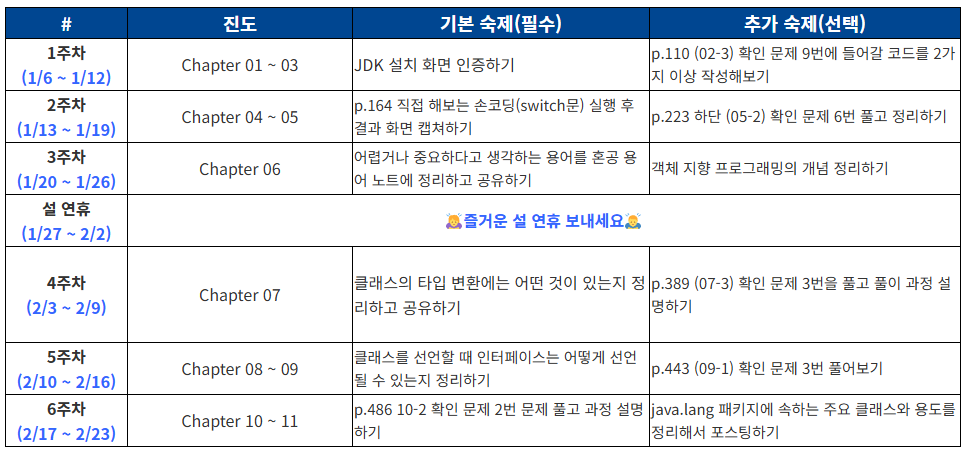 #
진도
기본 숙제(필수)
추가 숙제(선택)
1주차
(1/6 ~ 1/12)
Chapter 01 ~ 03
JDK 설치 화면 인증하기
p.110 (02-3) 확인 문제 9번에 들어갈 코드를 2가
지 이상 작성해보기
2주차
(1/13 ~ 1/19)
Chapter 04 ~ 05
p.164 직접 해보는 손코딩(switch문) 실행 후
결과 화면 캡쳐하기
p.223 하단 (05-2) 확인 문제 6번 풀고 정리하기
3주차
(1/20 ~ 1/26)
Chapter 06
어렵거나 중요하다고 생각하는 용어를 혼공 용
어 노트에 정리하고 공유하기
객체 지향 프로그래밍의 개념 정리하기
설 연휴
(1/27 ~ 2/2)
🙇‍♀️즐거운 설 연휴 보내세요🙇‍♂️
4주차
(2/3 ~ 2/9)
Chapter 07
클래스의 타입 변환에는 어떤 것이 있는지 정
리하고 공유하기
p.389 (07-3) 확인 문제 3번을 풀고 풀이 과정 설
명하기
5주차
(2/10 ~ 2/16)
Chapter 08 ~ 09
클래스를 선언할 때 인터페이스는 어떻게 선언
될 수 있는지 정리하기
p.443 (09-1) 확인 문제 3번 풀어보기
6주차
(2/17 ~ 2/23)
Chapter 10 ~ 11
p.486 10-2 확인 문제 2번 문제 풀고 과정 설명
하기
java.lang 패키지에 속하는 주요 클래스와 용도를
정리해서 포스팅하기